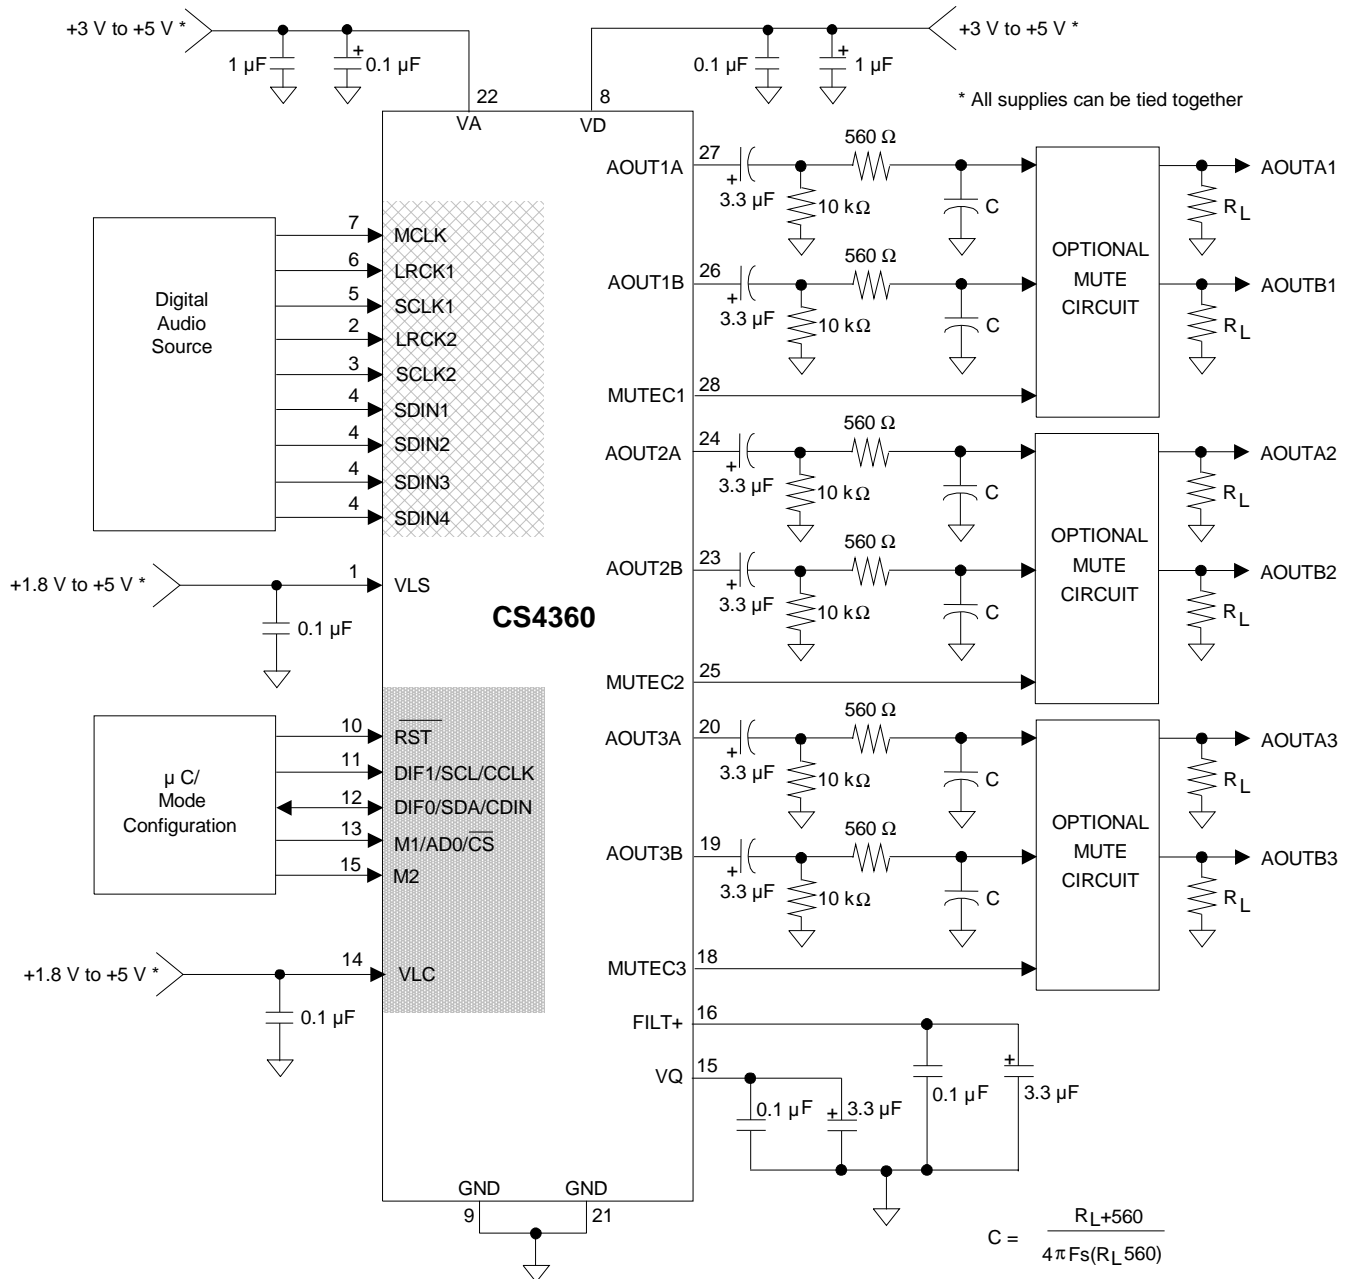 +3 V to +5 V *
1 µF
+
0.1 µF
22
VA
8
VD
0.1 µF
+
1 µF
+3 V to +5 V *
* All supplies can be tied together
Digital
Audio
Source
7
MCLK
6
LRCK1
5
SCLK1
2
LRCK2
3
SCLK2
4
SDIN1
4
SDIN2
4
SDIN3
4
SDIN4
+1.8 V to +5 V *
1
VLS
0.1 µF
CS4360
µ C/
Mode
Configuration
10
RST
11
DIF1/SCL/CCLK
12
DIF0/SDA/CDIN
13
M1/AD0/CS
15
M2
+1.8 V to +5 V *
14
VLC
0.1 µF
GND
9
GND
21
AOUT1A
27
+
3.3 µF
10 kΩ
560 Ω
C
AOUT1B
26
+
3.3 µF
10 kΩ
560 Ω
C
MUTEC1
28
OPTIONAL
MUTE
CIRCUIT
AOUTA1
RL
AOUTB1
RL
AOUT2A
24
+
3.3 µF
10 kΩ
560 Ω
C
AOUT2B
23
+
3.3 µF
10 kΩ
560 Ω
C
MUTEC2
25
OPTIONAL
MUTE
CIRCUIT
AOUTA2
RL
AOUTB2
RL
AOUT3A
20
+
3.3 µF
10 kΩ
560 Ω
C
AOUT3B
19
+
3.3 µF
10 kΩ
560 Ω
C
MUTEC3
18
OPTIONAL
MUTE
CIRCUIT
AOUTA3
RL
AOUTB3
RL
FILT+
16
0.1 µF
+
3.3 µF
VQ
15
0.1 µF
+
3.3 µF
C =
RL+560
4πFs(RL560)